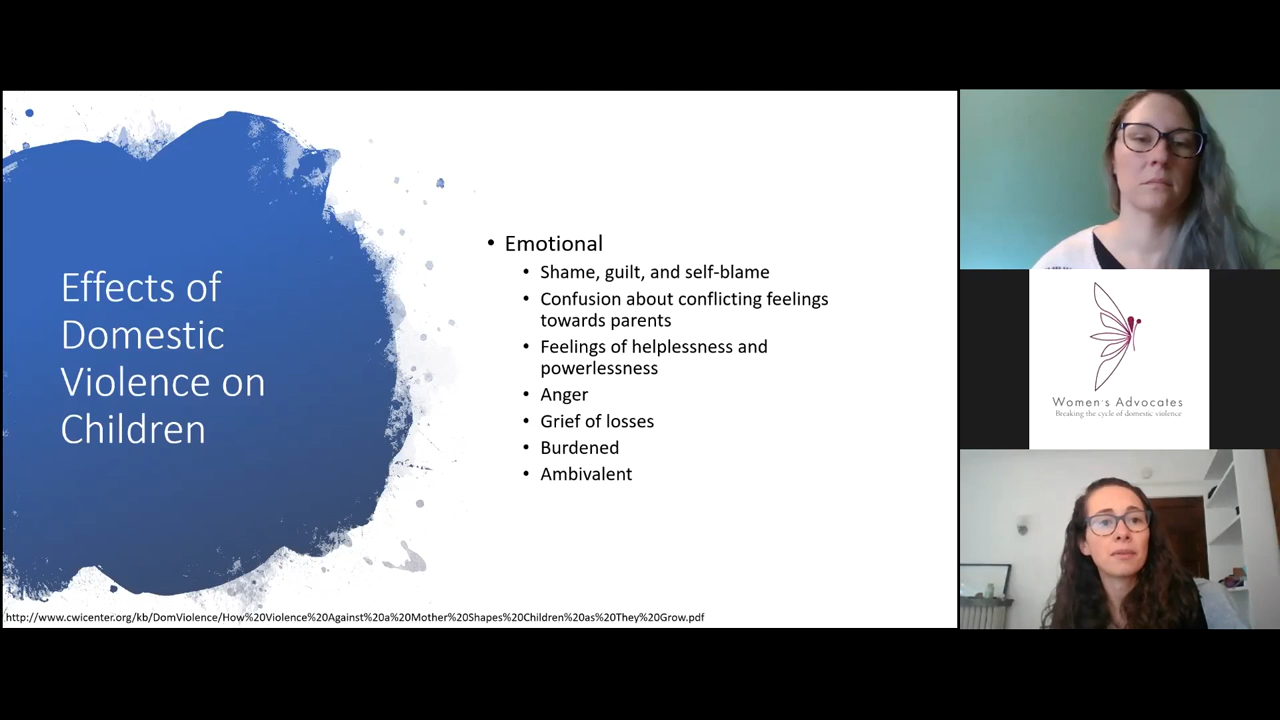 Effects of
Domestic
Violence on
Children
• Emotional
• Shame, guilt, and self-blame
• Confusion about conflicting feelings
towards parents
• Feelings of helplessness and
powerlessness
• Anger
• Grief of losses
• Burdened
• Ambivalent
http://www.cwicenter.org/kb/DomViolence/How%20Violence%20Against%20a%20Mother%20Shapes%20Children%20as%20They%20Grow.pdf
Women's Advocates
Breaking the cycle of domestic violence